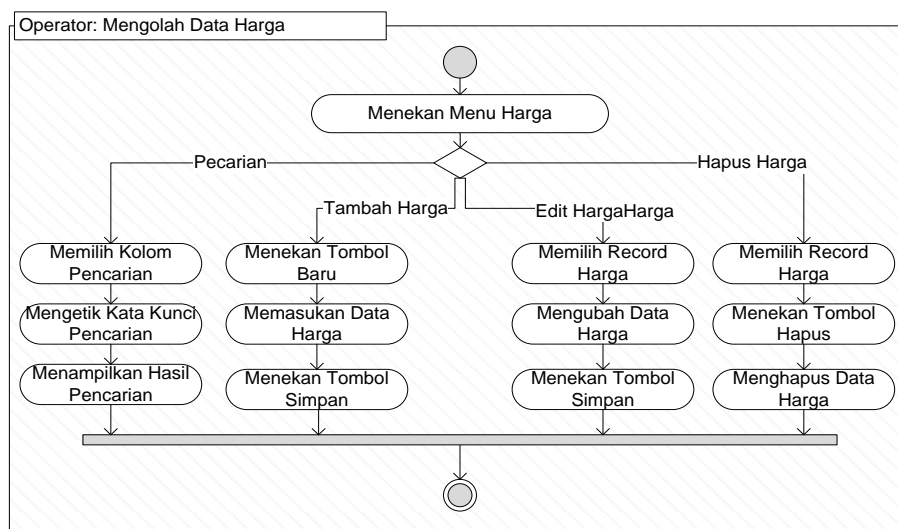 Operator: Mengolah Data Harga
Menekan Menu Harga
Pecarian
Hapus Harga
Tambah Harga
Edit HargaHarga
Memilih Kolom
Pencarian
Menekan Tombol
Baru
Memilih Record
Harga
Memilih Record
Harga
Mengetik Kata Kunci
Pencarian
Memasukan Data
Harga
Mengubah Data
Harga
Menekan Tombol
Hapus
Menampilkan Hasil
Pencarian
Menekan Tombol
Simpan
Menekan Tombol
Simpan
Menghapus Data
Harga